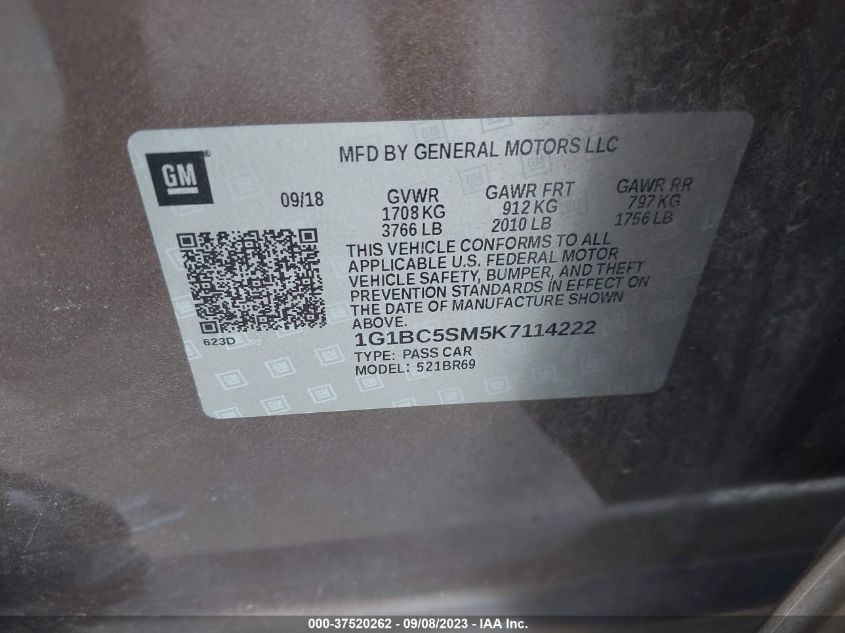 GM®
MFD BY GENERAL MOTORS LLC
09/18
GVWR
1708 KG
3766 LB
GAWR FRT
912 KG
2010 LB
GAWR RR
797 KG
1756 LB
THIS VEHICLE CONFORMS TO ALL
APPLICABLE U.S. FEDERAL MOTOR
VEHICLE SAFETY, BUMPER, AND THEFT
PREVENTION STANDARDS IN EFFECT ON
THE DATE OF MANUFACTURE SHOWN
ABOVE.
623D
1G1BC5SM5K7114222
TYPE: PASS CAR
MODEL: 521BR69
000-37520262 - 09/08/2023 - IAA Inc.